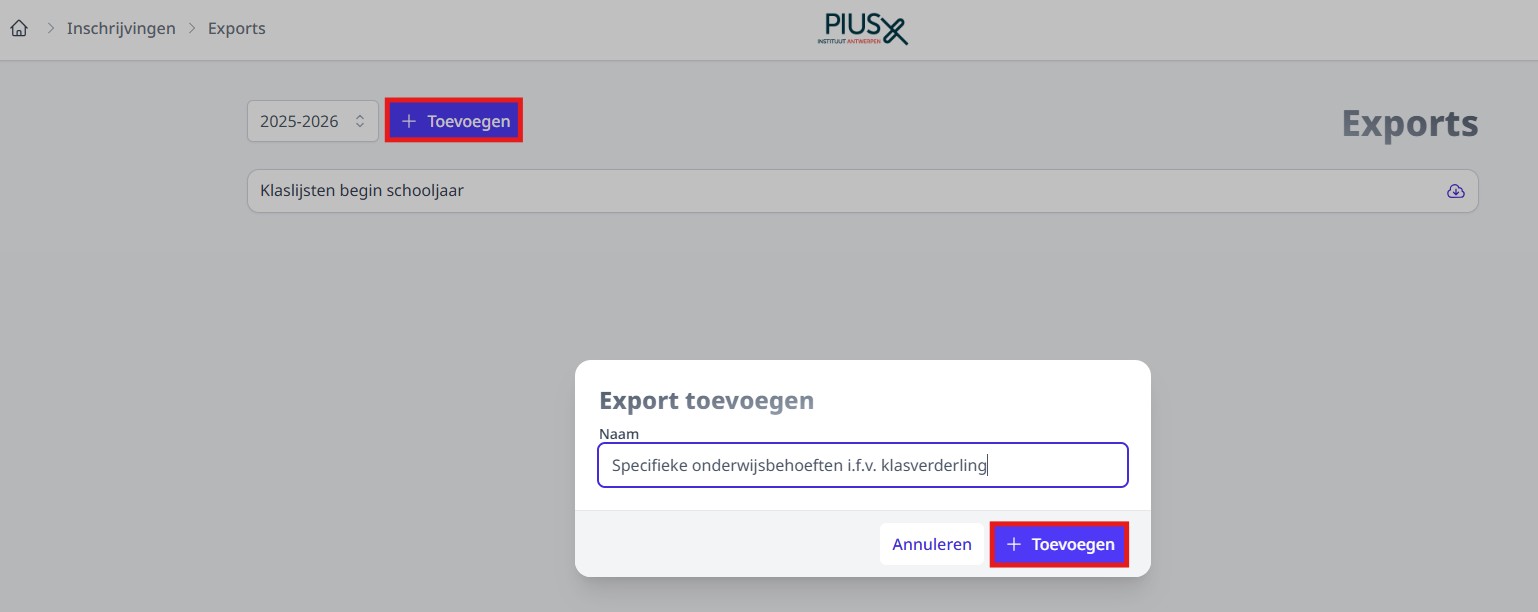 Inschrijvingen Exports
PIUSX
INSTITUUT ANTWERPEN
2025-2026 Toevoegen
Exports
Klaslijsten begin schooljaar
Export toevoegen
Naam
Specifieke onderwijsbehoeften i.f.v. klasverderling
Annuleren Toevoegen